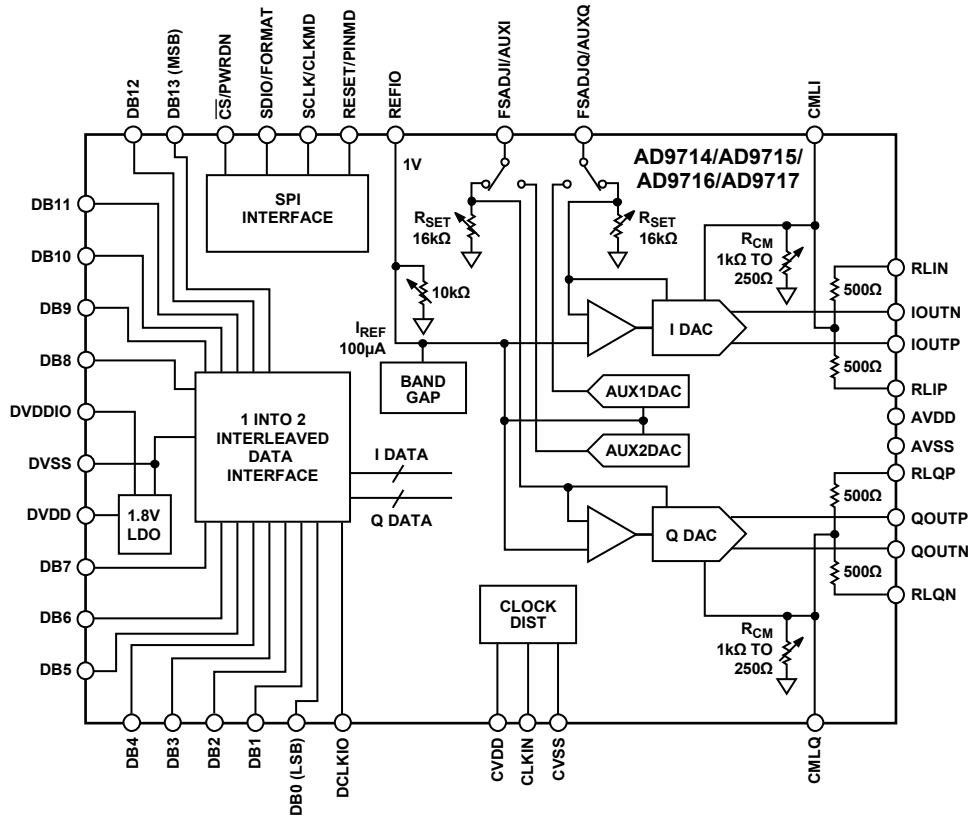 DB12
DB13 (MSB)
CS/PWRDN
SDIO/FORMAT
SCLK/CLKMD
RESET/PINMD
REFIO
FSADJI/AUXI
FSADJQ/AUXQ
CMLI
1V
AD9714/AD9715/
AD9716/AD9717
SPI
INTERFACE
DB11
DB10
DB9
DB8
DVDDIO
DVSS
DVDD
DB7
DB6
DB5
RSET
16kΩ
RSET
16kΩ
RCM
1kΩ TO
250Ω
10kΩ
IREF
100µA
BAND
GAP
I DAC
AUX1DAC
AUX2DAC
500Ω
500Ω
RLIN
IOUTN
IOUTP
RLIP
AVDD
AVSS
RLQP
QOUTP
QOUTN
RLQN
1 INTO 2
INTERLEAVED
DATA
INTERFACE
I DATA
Q DATA
1.8V
LDO
Q DAC
500Ω
500Ω
CLOCK
DIST
RCM
1kΩ TO
250Ω
DB4
DB3
DB2
DB1
DB0 (LSB)
DCLKIO
CVDD
CLKIN
CVSS
CMLQ